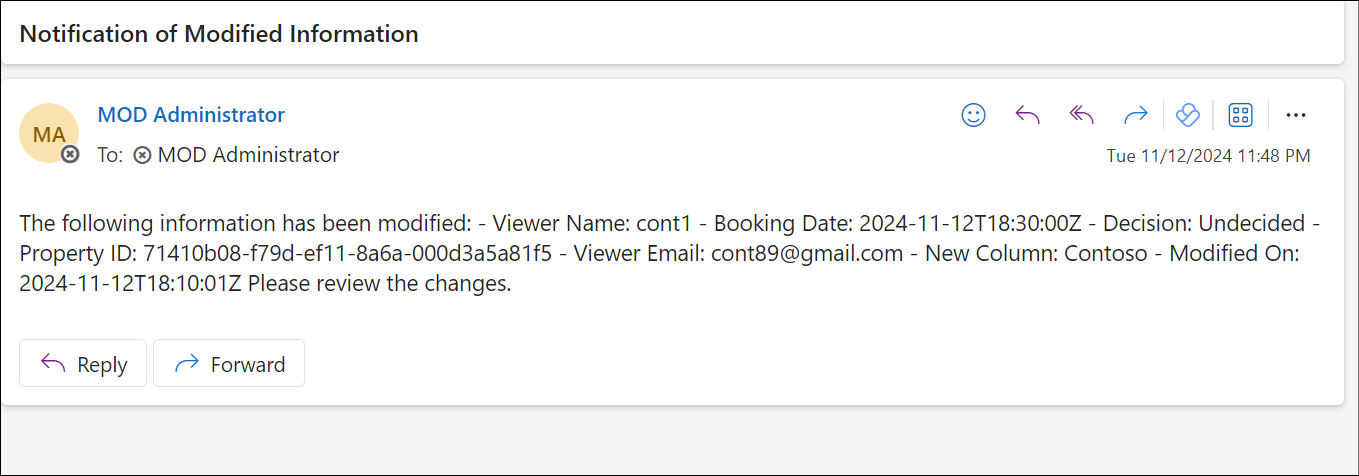 Notification of Modified Information
MA
MOD Administrator
To: MOD Administrator
Tue 11/12/2024 11:48 PM
The following information has been modified: - Viewer Name: cont1 - Booking Date: 2024-11-12T18:30:00Z - Decision: Undecided -
Property ID: 71410b08-f79d-ef11-8a6a-000d3a5a81f5 - Viewer Email: cont89@gmail.com - New Column: Contoso - Modified On:
2024-11-12T18:10:01Z Please review the changes.
Reply
Forward